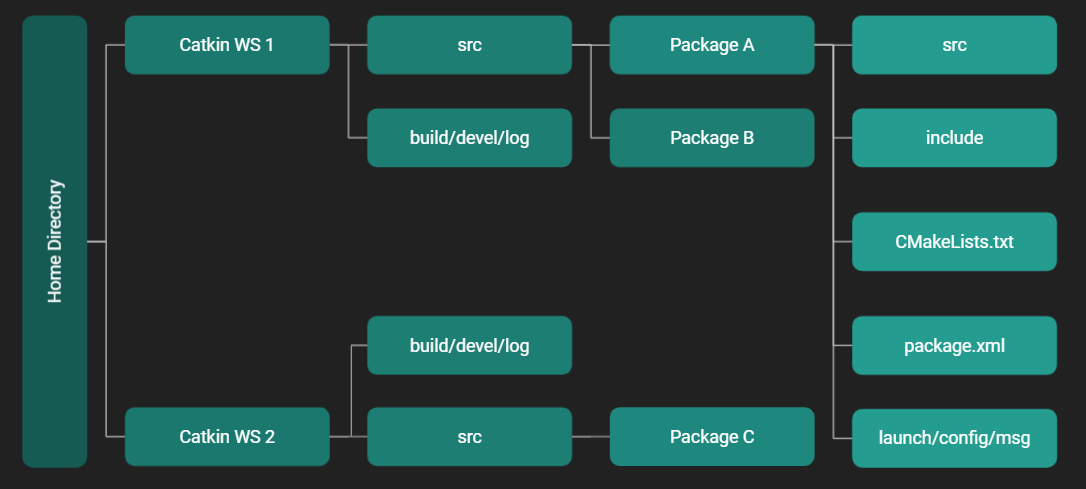 Home Directory
Catkin WS 1
src
Package A
src
build/devel/log
Package B
include
CMakeLists.txt
build/devel/log
package.xml
Catkin WS 2
src
Package C
launch/config/msg